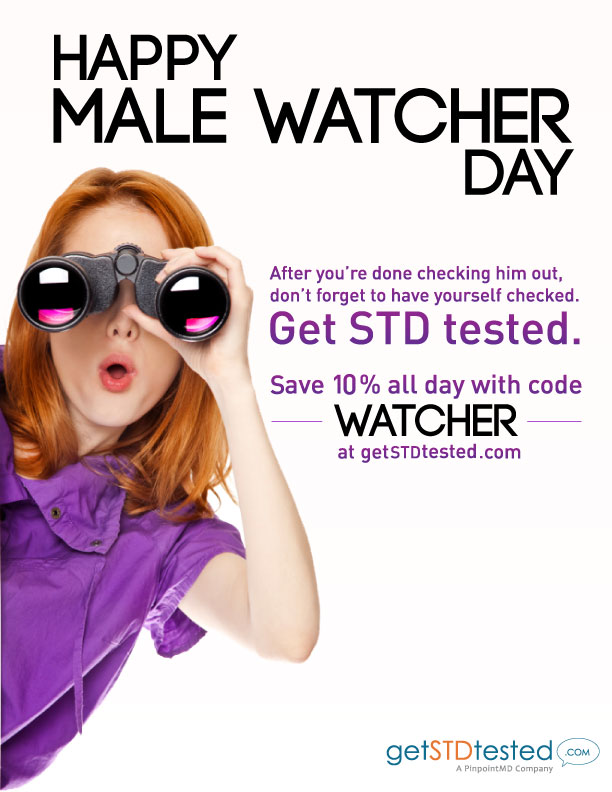 HAPPY
MALE WATCHER
DAY
After you're done checking him out,
don't forget to have yourself checked.
Get STD tested.
Save 10% all day with code
WATCHER
at getSTDtested.com
getSTDtested .COM
A PinpointMD Company